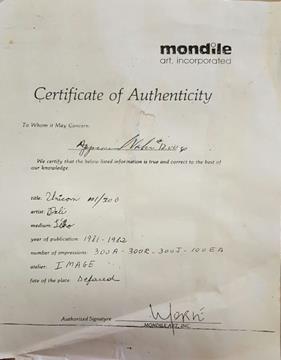 mondile
art, incorporated
Certificate of Authenticity
To Whom it May Concern:
We certify that the below listed information is true and correct to the best of
our knowledge.
title: Unicorn /300
artist: Dali
medium: Litho
year of publication: 1981-1982
number of impressions: 300A - 300R - 300J - 100EA
atelier: IMAGE
fate of the plate: Defaced
Authorized Signature
MONDILE ART, INC.